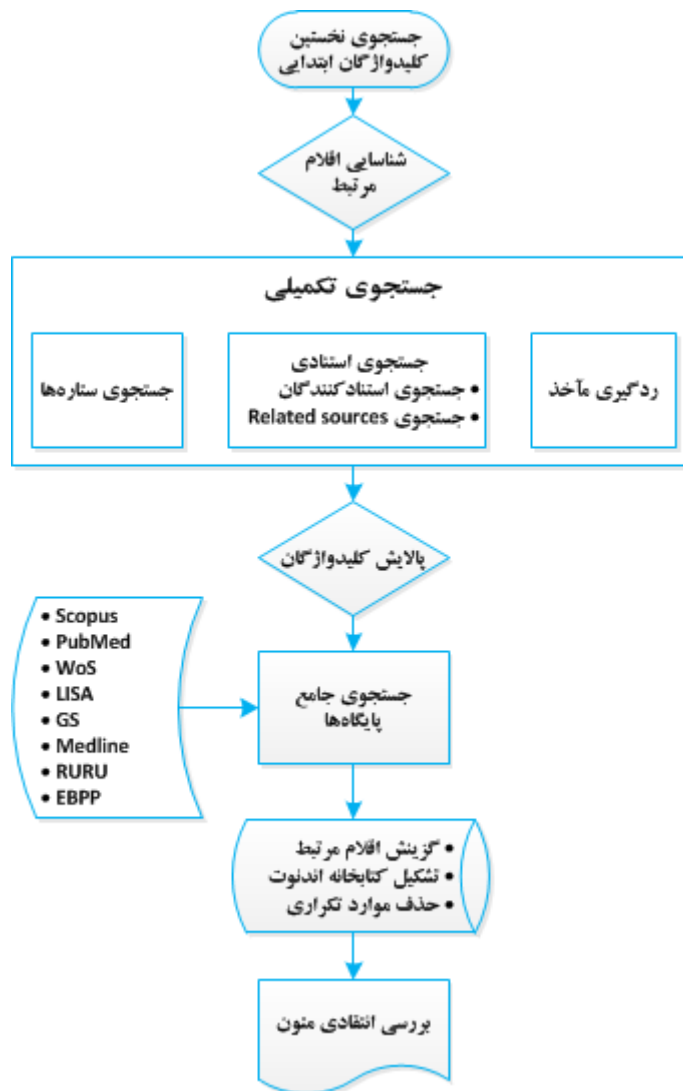 جستجوی نخستین
کلیدواژگان ابتدایی
شناسایی اقلام
مرتبط
جستجوی تکمیلی
ردگیری مآخذ
جستجوی استنادی
• جستجوی استنادکنندگان
• جستجوی Related sources
جستجوی ستاره‌ها
پالایش کلیدواژگان
• Scopus
• PubMed
• WoS
• LISA
• GS
• Medline
• RURU
• EBPP
جستجوی جامع
پایگاه‌ها
• گزینش اقلام مرتبط
• تشکیل کتابخانه اندنوت
• حذف موارد تکراری
بررسی انتقادی متون